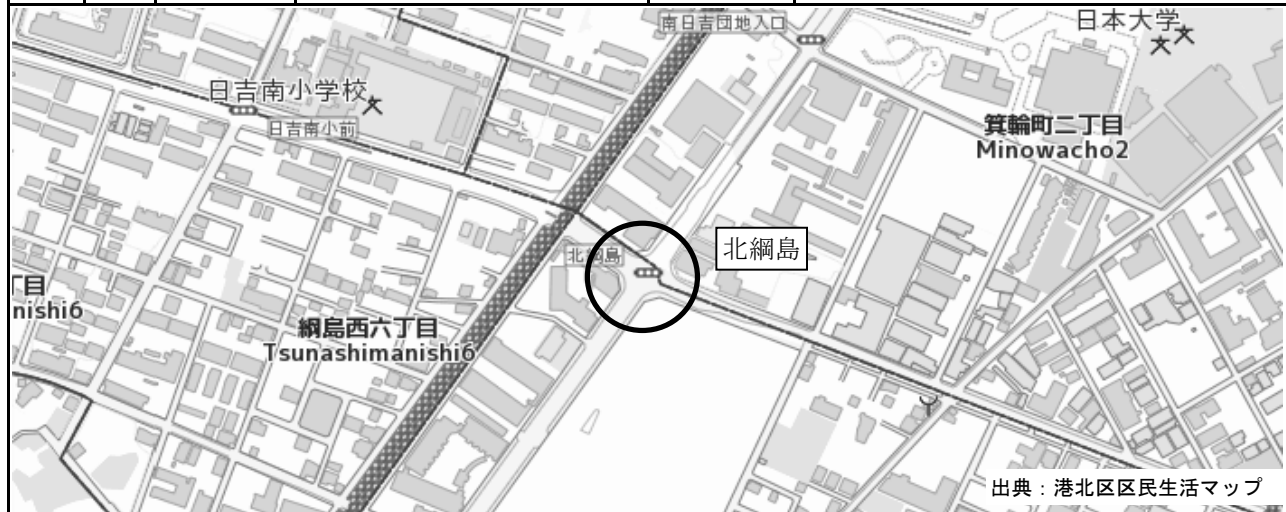 南日吉団地入口
日本大学
日吉南小学校
日吉南小前
箕輪町二丁目
Minowacho2
北綱島
北綱島
丁目
nishi6
綱島西六丁目
Tsunashimanishi6
出典：港北区区民生活マップ